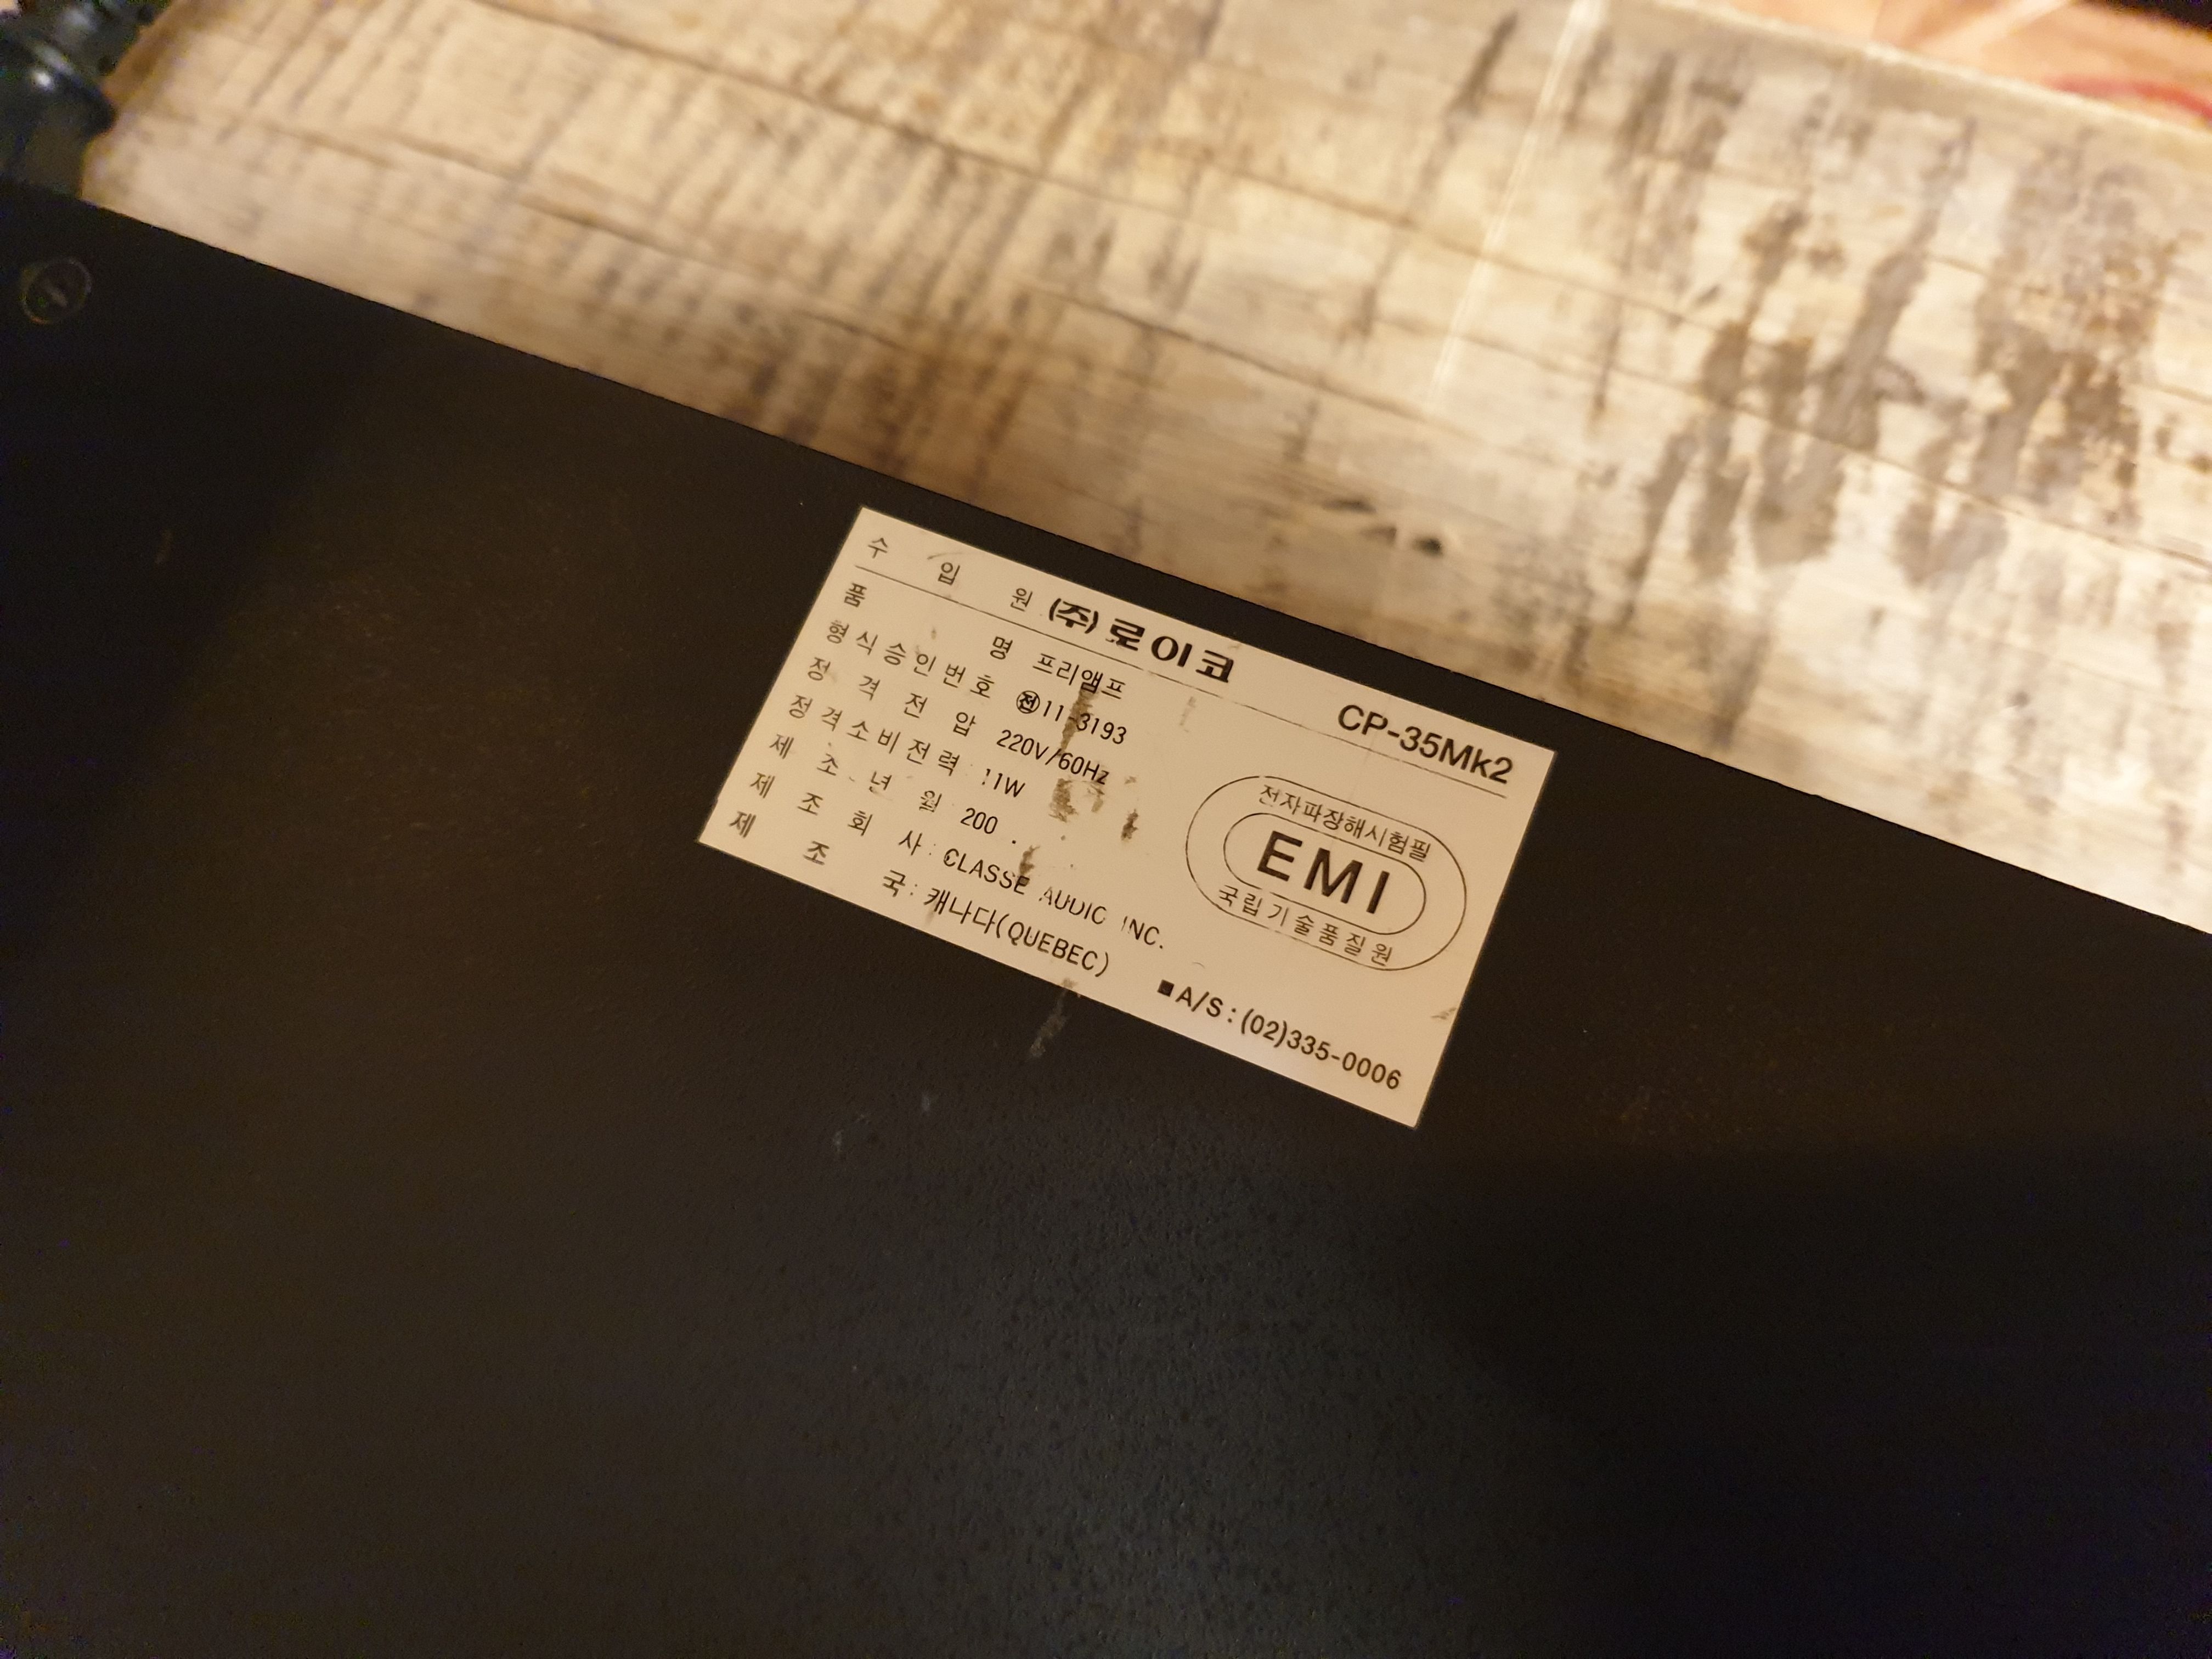 수 입 원 (주)로이코 CP-35Mk2
품 명 프리앰프
형식승인번호 ㉠11-3193
정 격 전 압 220V/60Hz
정격소비전력 11W
제 조 년 월 200 .
제 조 회 사 : CLASSE AUDIO INC.
제 조 국 : 캐나다(QUEBEC)
전자파장해시험필
EMI
국립기술품질원
■A/S : (02)335-0006